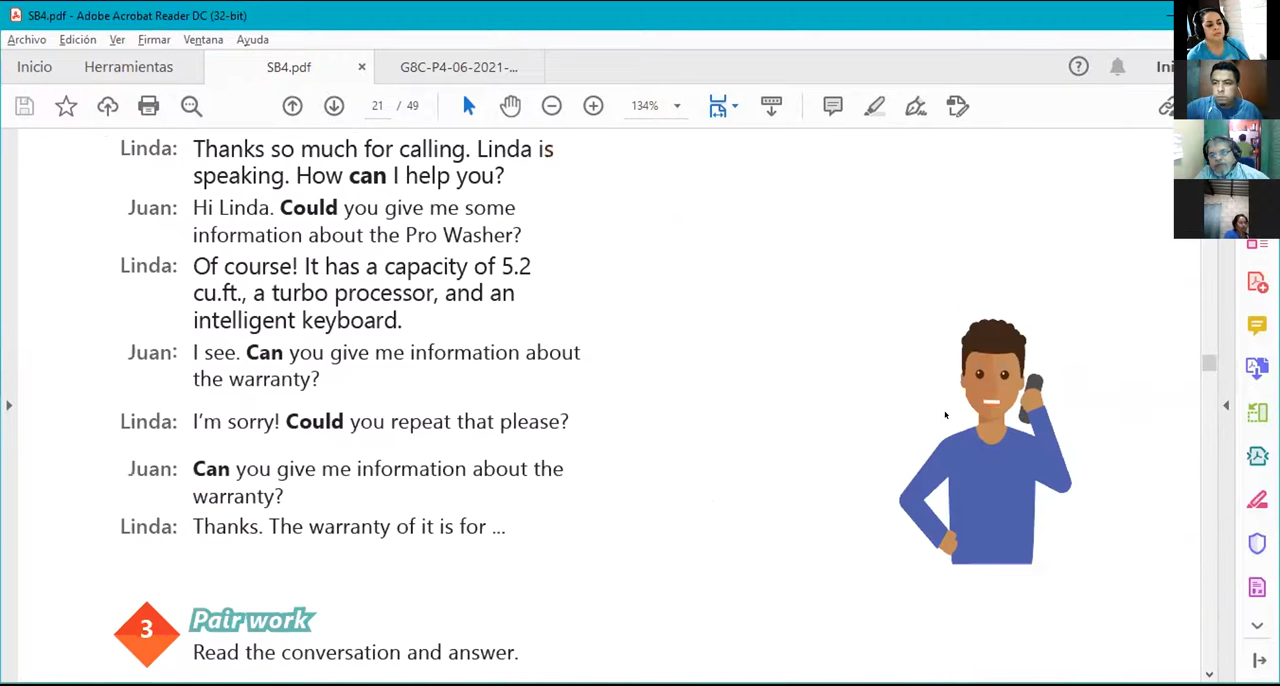 SB4.pdf - Adobe Acrobat Reader DC (32-bit)
Archivo Edición Ver Firmar Ventana Ayuda
Inicio Herramientas SB4.pdf × G8C-P4-06-2021-...
21 / 49 134%
Linda: Thanks so much for calling. Linda is
speaking. How can I help you?
Juan: Hi Linda. Could you give me some
information about the Pro Washer?
Linda: Of course! It has a capacity of 5.2
cu.ft., a turbo processor, and an
intelligent keyboard.
Juan: I see. Can you give me information about
the warranty?
Linda: I'm sorry! Could you repeat that please?
Juan: Can you give me information about the
warranty?
Linda: Thanks. The warranty of it is for ...
3 Pair work
Read the conversation and answer.